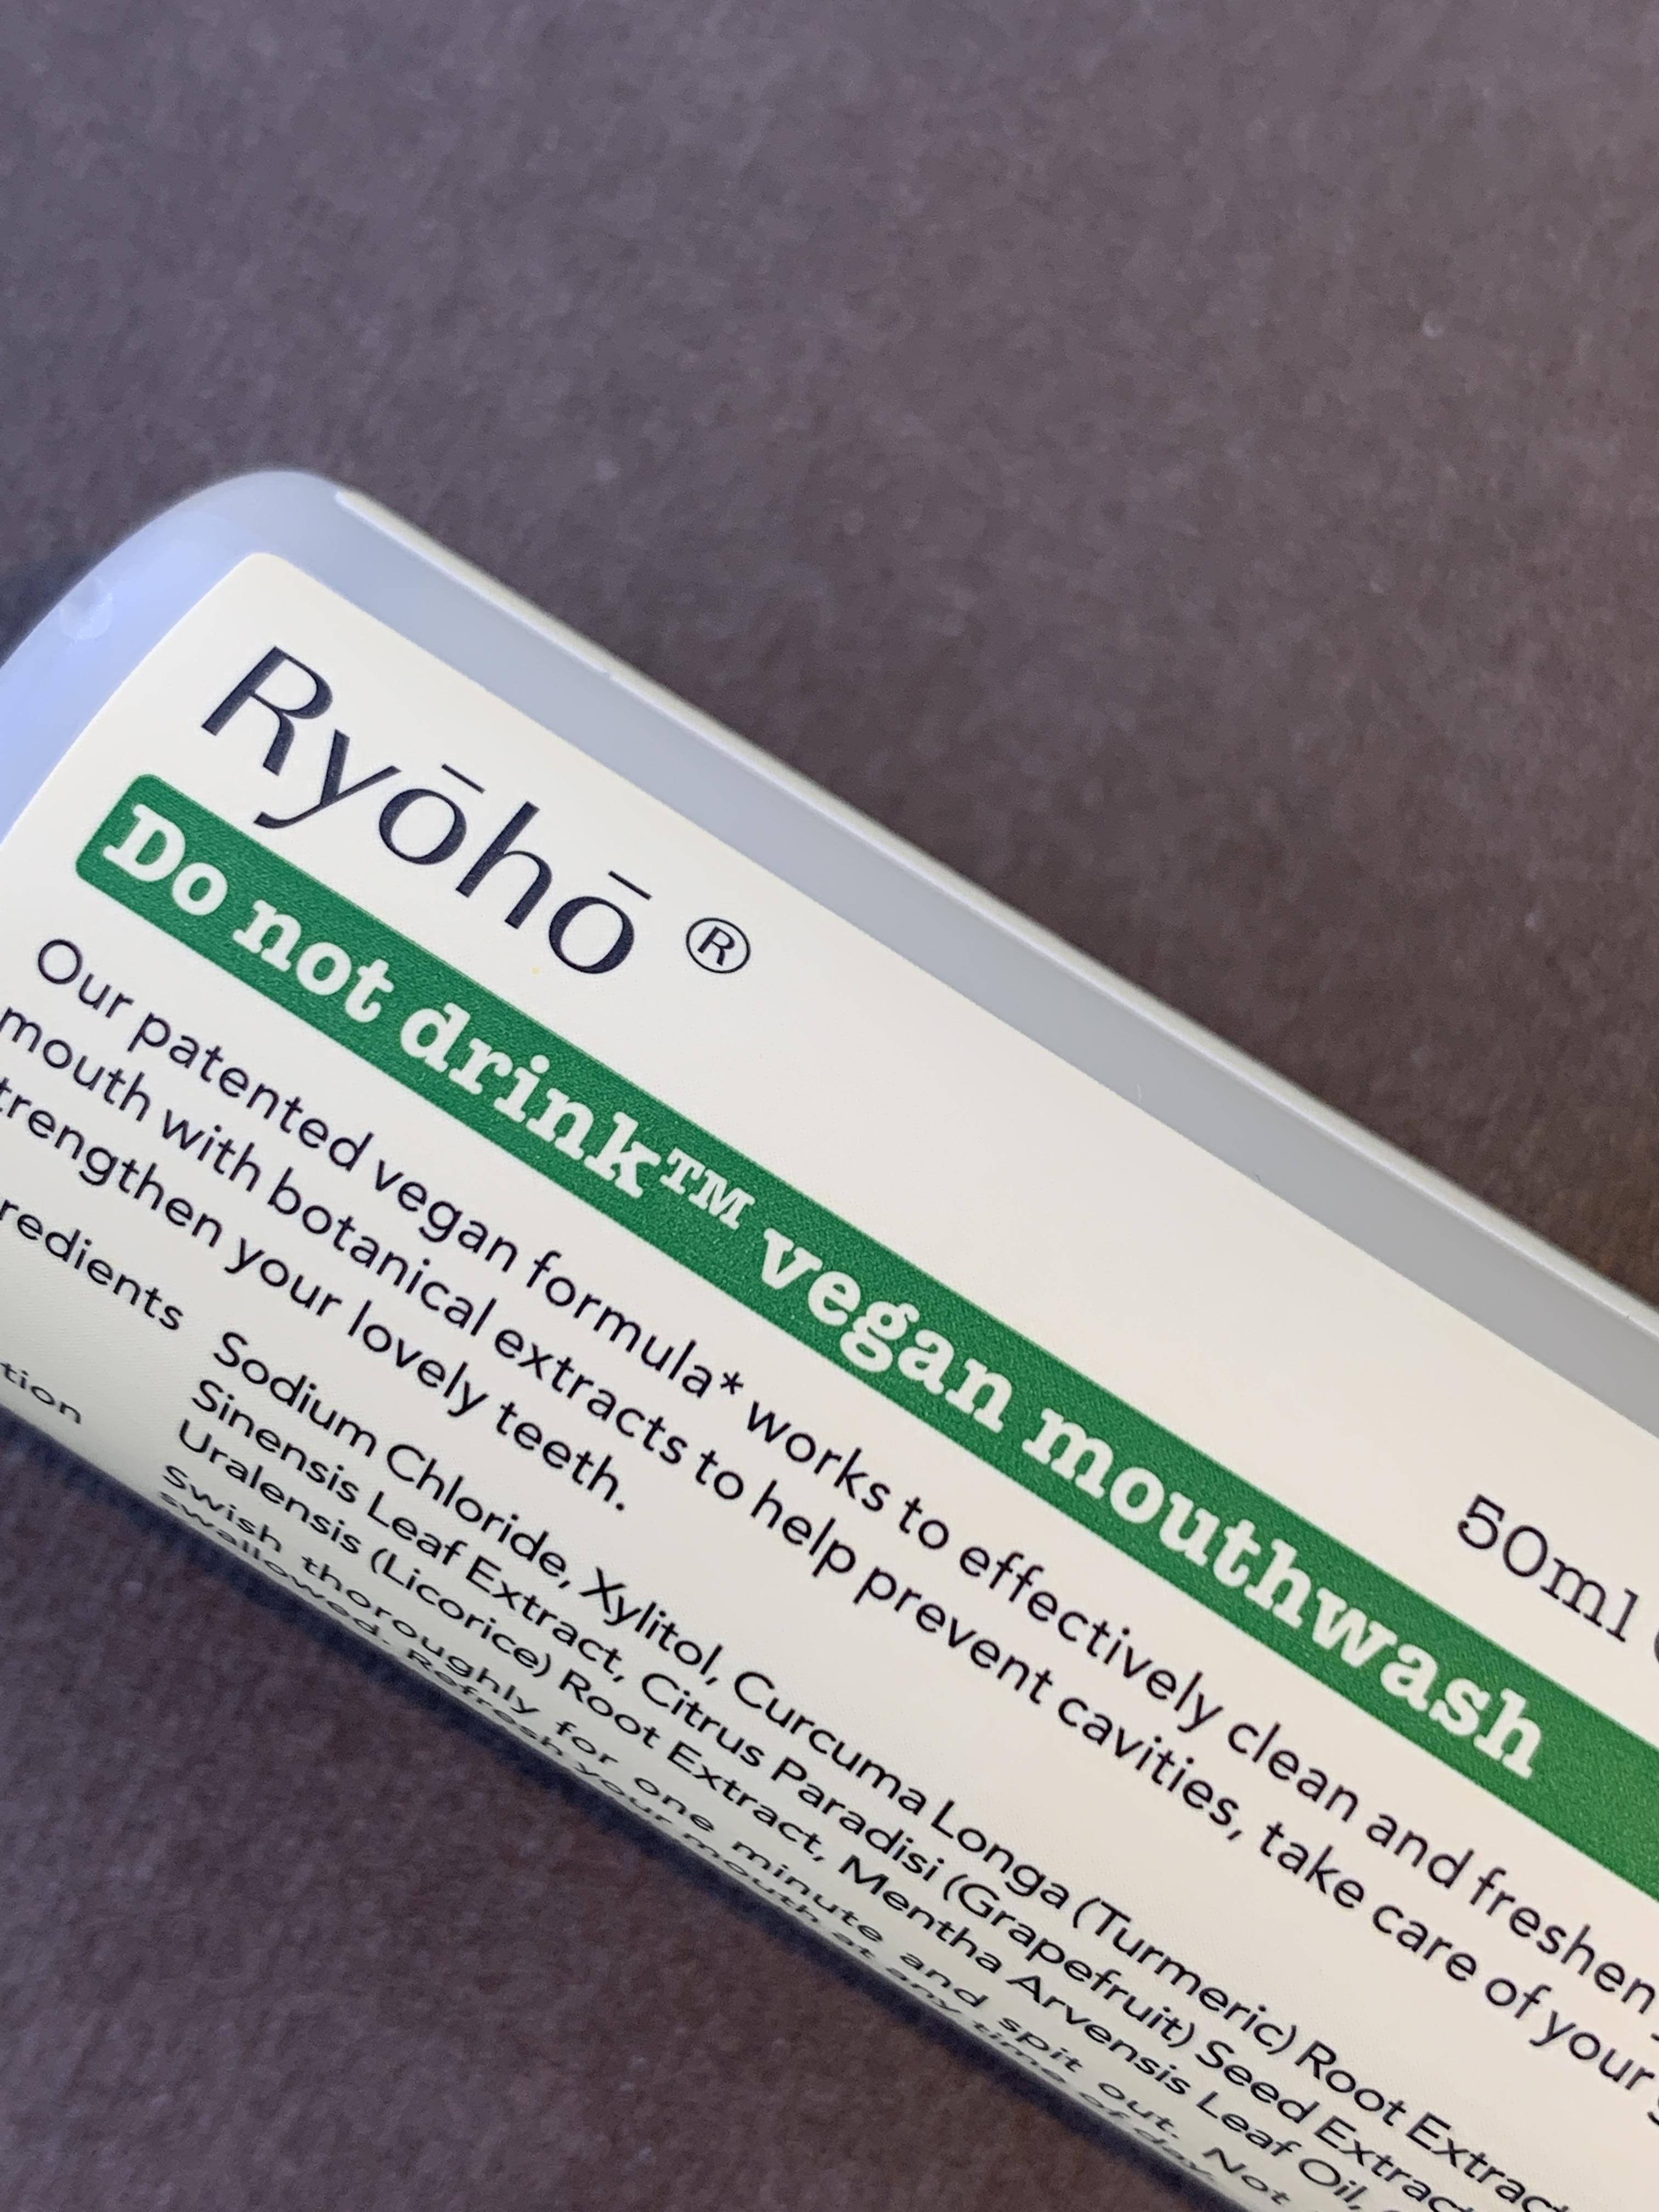 Ryōhō ®
Do not drink™ vegan mouthwash
50ml
Our patented vegan formula* works to effectively clean and freshen
mouth with botanical extracts to help prevent cavities, take care of your
trengthen your lovely teeth.
redients Sodium Chloride, Xylitol, Curcuma Longa (Turmeric) Root Extract
Sinensis Leaf Extract, Citrus Paradisi (Grapefruit) Seed Extract
Uralensis (Licorice) Root Extract, Mentha Arvensis Leaf Oil,
tion Swish thoroughly for one minute and spit out. Not
swallowed. Refresh your mouth at any time of day.